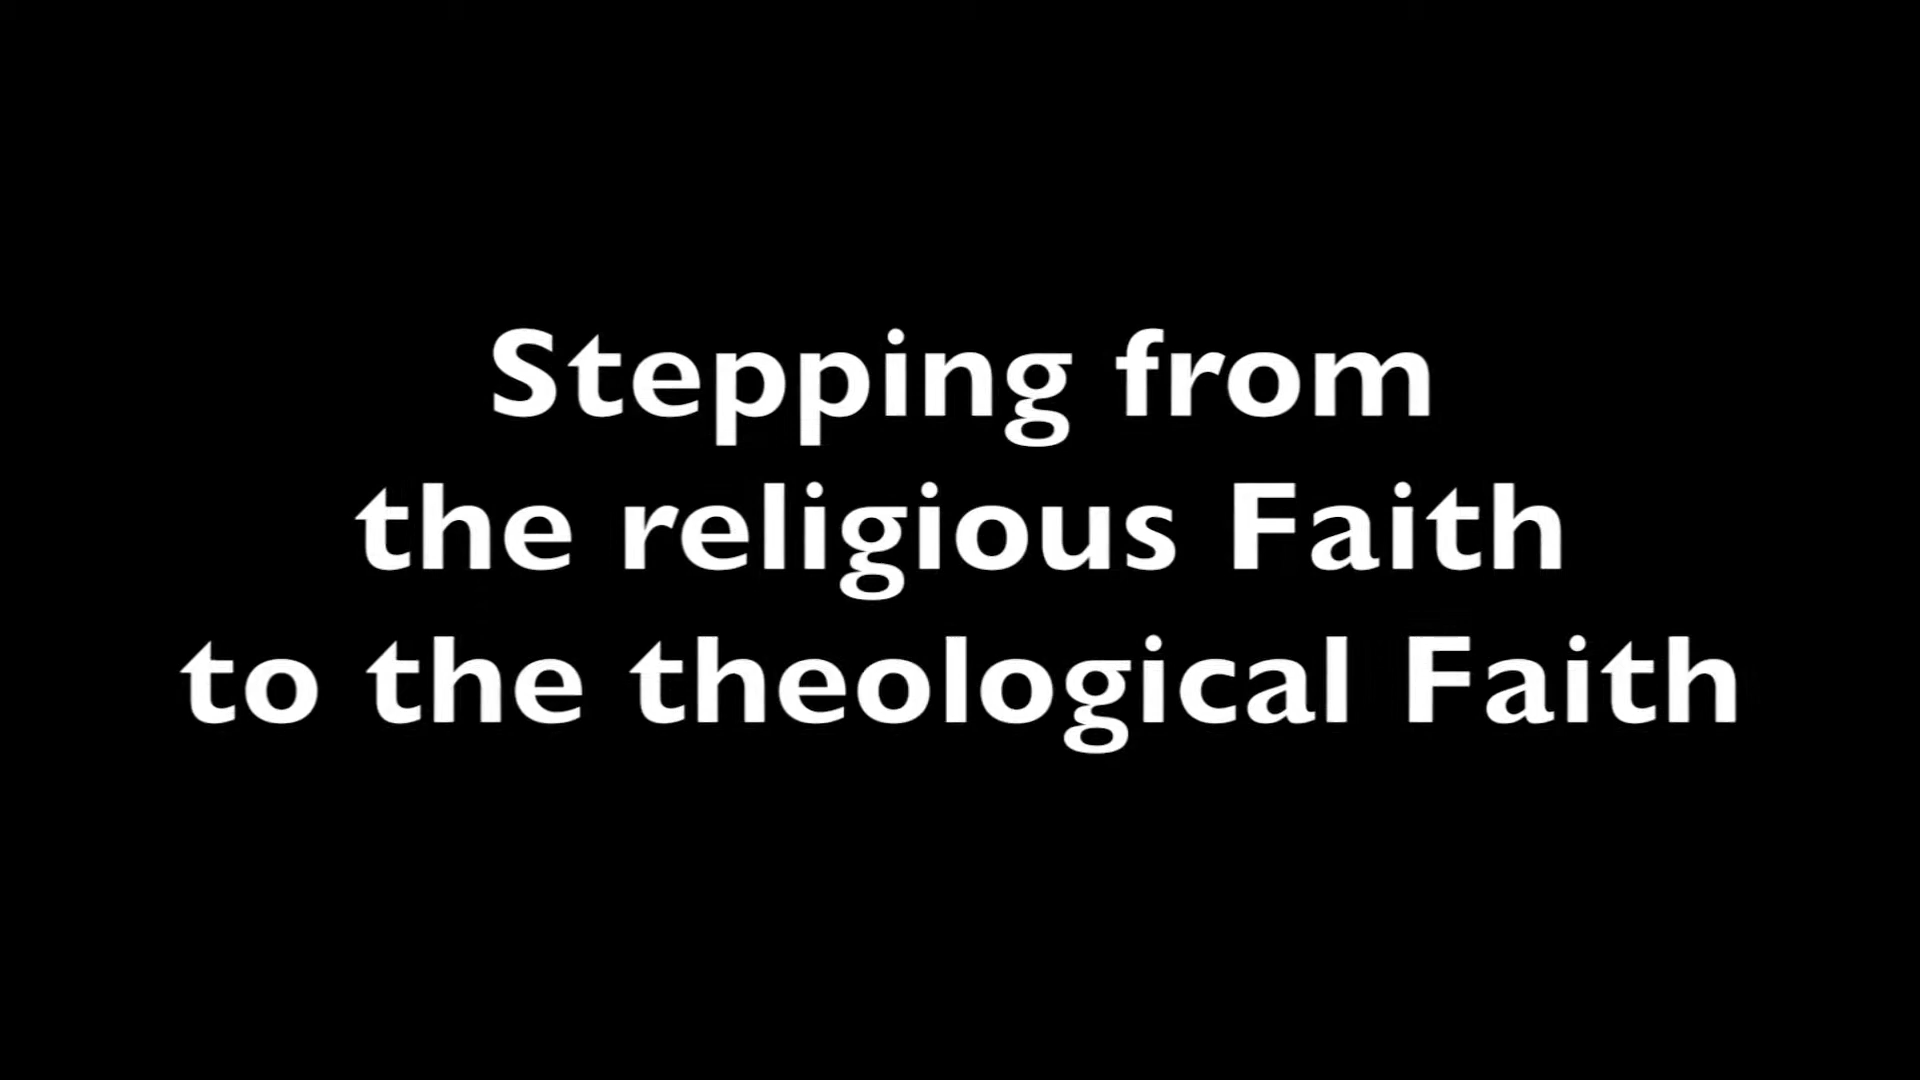 Stepping from
the religious Faith
to the theological Faith